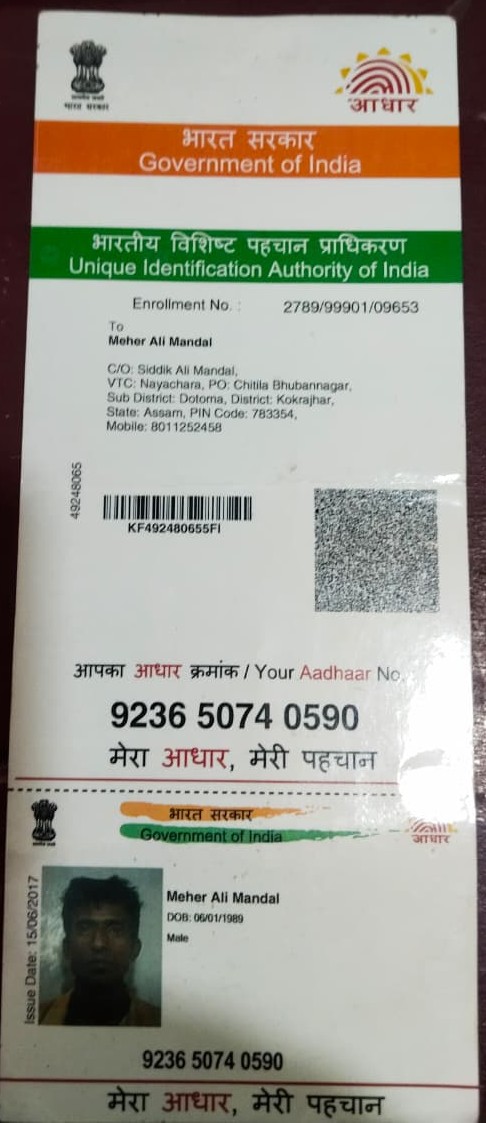 भारत सरकार
आधार
भारत सरकार
Government of India
भारतीय विशिष्ट पहचान प्राधिकरण
Unique Identification Authority of India
Enrollment No. : 2789/99901/09653
To
Meher Ali Mandal
C/O: Siddik Ali Mandal,
VTC: Nayachara, PO: Chitila Bhubannagar,
Sub District: Dotoma, District: Kokrajhar,
State: Assam, PIN Code: 783354,
Mobile: 8011252458
49248065
KF492480655FI
आपका आधार क्रमांक / Your Aadhaar No.
9236 5074 0590
मेरा आधार, मेरी पहचान
भारत सरकार
Government of India
आधार
Issue Date: 15/06/2017
Meher Ali Mandal
DOB: 06/01/1989
Male
9236 5074 0590
मेरा आधार, मेरी पहचान